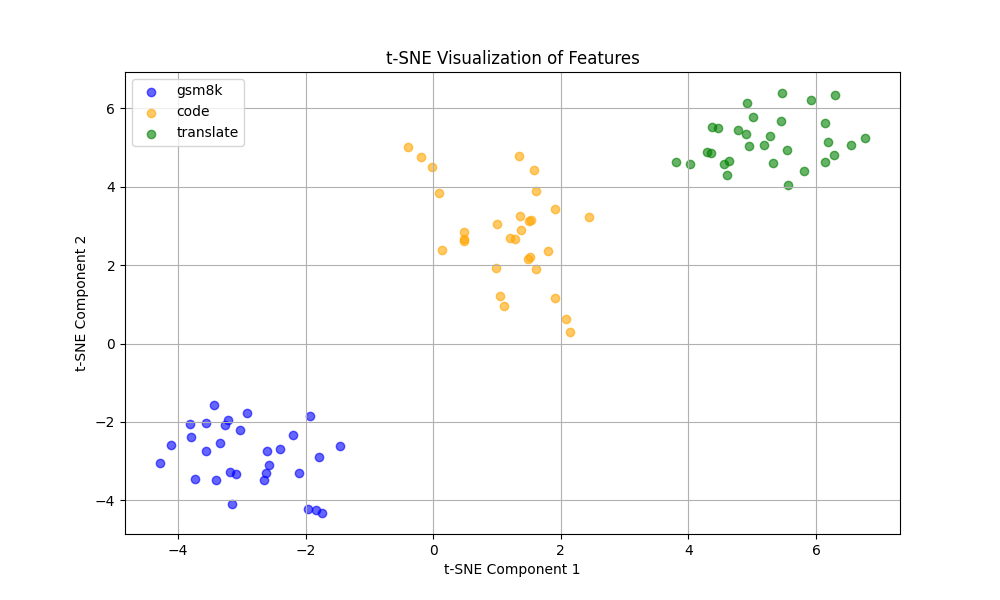 t-SNE Visualization of Features
gsm8k
code
translate
6
4
2
0
−2
−4
t-SNE Component 2
−4
−2
0
2
4
6
t-SNE Component 1